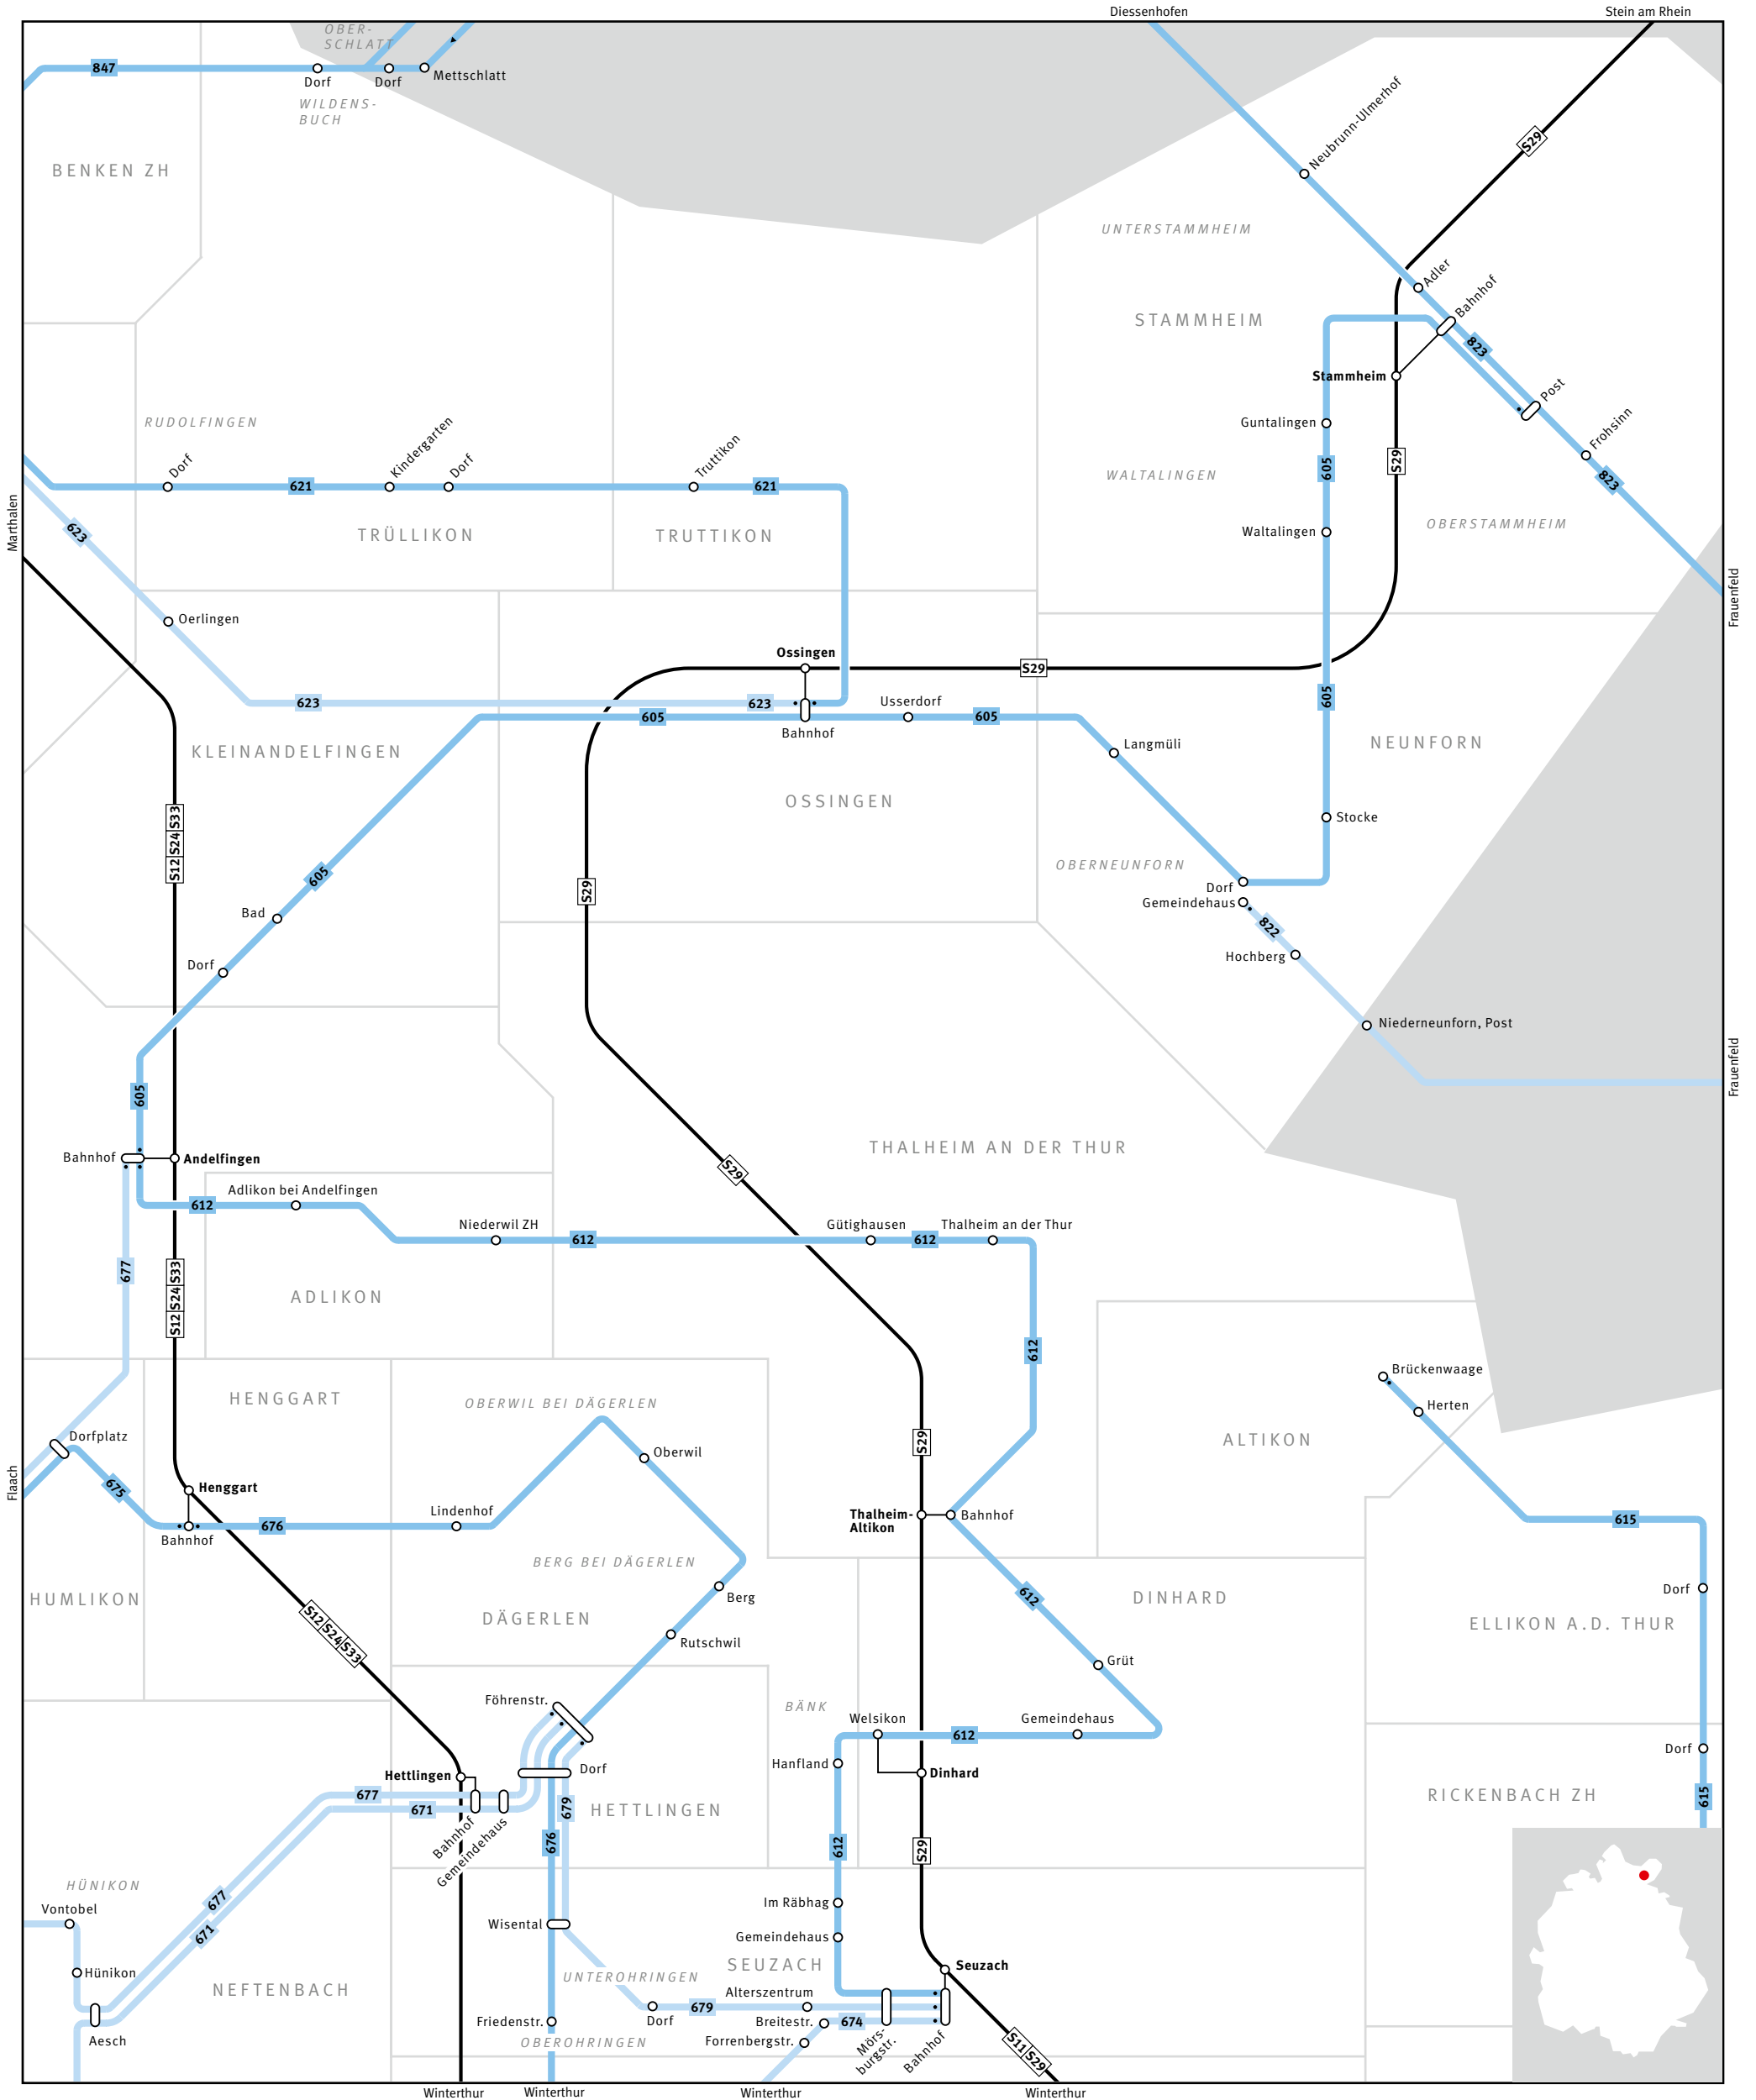 Diessenhofen
Stein am Rhein
OBER-
SCHLATT
847
Dorf
Dorf
Mettschlatt
WILDENS-
BUCH
Neubrunn-Ulmerhof
S29
BENKEN ZH
UNTERSTAMMHEIM
Adler
Bahnhof
STAMMHEIM
823
Stammheim
Post
RUDOLFINGEN
Guntalingen
Frohsinn
Dorf
Kindergarten
Dorf
Truttikon
605
S29
WALTALINGEN
823
621
621
Marthalen
623
TRÜLLIKON
TRUTTIKON
Waltalingen
OBERSTAMMHEIM
Frauenfeld
Oerlingen
Ossingen
S29
623
623
605
Usserdorf
605
605
Bahnhof
Langmüli
NEUNFORN
KLEINANDELFINGEN
OSSINGEN
Stocke
S12 S24 S33
605
S29
OBERNEUNFORN
Dorf
Gemeindehaus
822
Bad
Hochberg
Dorf
Niederneunforn, Post
Frauenfeld
605
Bahnhof
Andelfingen
THALHEIM AN DER THUR
S29
Adlikon bei Andelfingen
612
Niederwil ZH
612
Gütighausen
612
Thalheim an der Thur
677
S12 S24 S33
ADLIKON
612
Brückenwaage
Herten
HENGGART
OBERWIL BEI DÄGERLEN
Dorfplatz
Oberwil
S29
ALTIKON
Flaach
675
Henggart
Lindenhof
676
Bahnhof
Thalheim-
Altikon
Bahnhof
615
BERG BEI DÄGERLEN
Berg
612
DINHARD
Dorf
HUMLIKON
DÄGERLEN
Rutschwil
ELLIKON A.D. THUR
S12 S24 S33
Grüt
Föhrenstr.
BÄNK
Welsikon
612
Gemeindehaus
Dorf
Hettlingen
Dorf
Hanfland
Dinhard
677
671
679
HETTLINGEN
RICKENBACH ZH
615
Bahnhof
Gemeindehaus
676
612
S29
HÜNIKON
Vontobel
677
671
Im Räbhag
Wisental
Gemeindehaus
Hünikon
NEFTENBACH
UNTEROHRINGEN
SEUZACH
Seuzach
Alterszentrum
679
Dorf
Friedenstr.
Breitestr.
674
Aesch
OBEROHRINGEN
Forrenbergstr.
Mörs-
burgstr.
Bahnhof
S11 S29
Winterthur
Winterthur
Winterthur
Winterthur